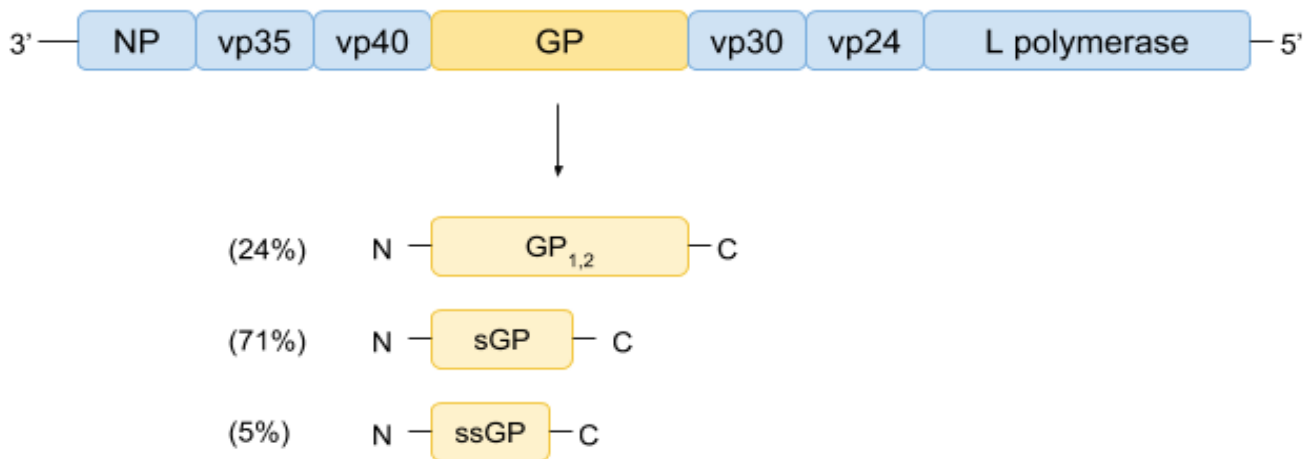 3’ NP vp35 vp40 GP vp30 vp24 L polymerase 5’
(24%) N GP1,2 C
(71%) N sGP C
(5%) N ssGP C